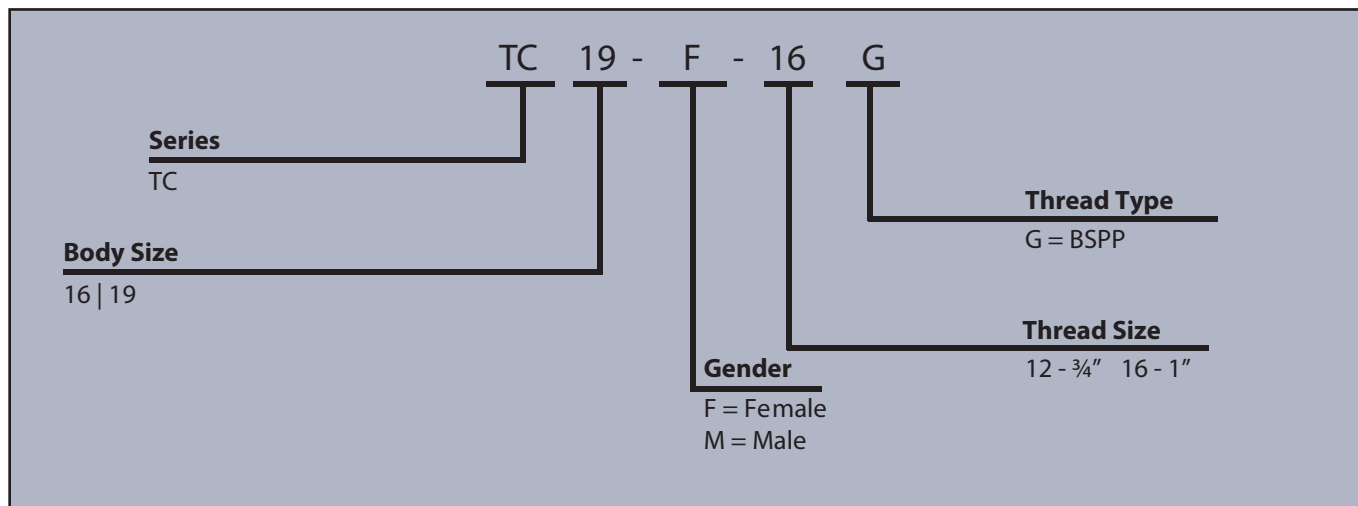 TC 19 - F - 16 G
Series
TC
Thread Type
G = BSPP
Body Size
16 | 19
Thread Size
12 - ¾” 16 - 1”
Gender
F = Female
M = Male